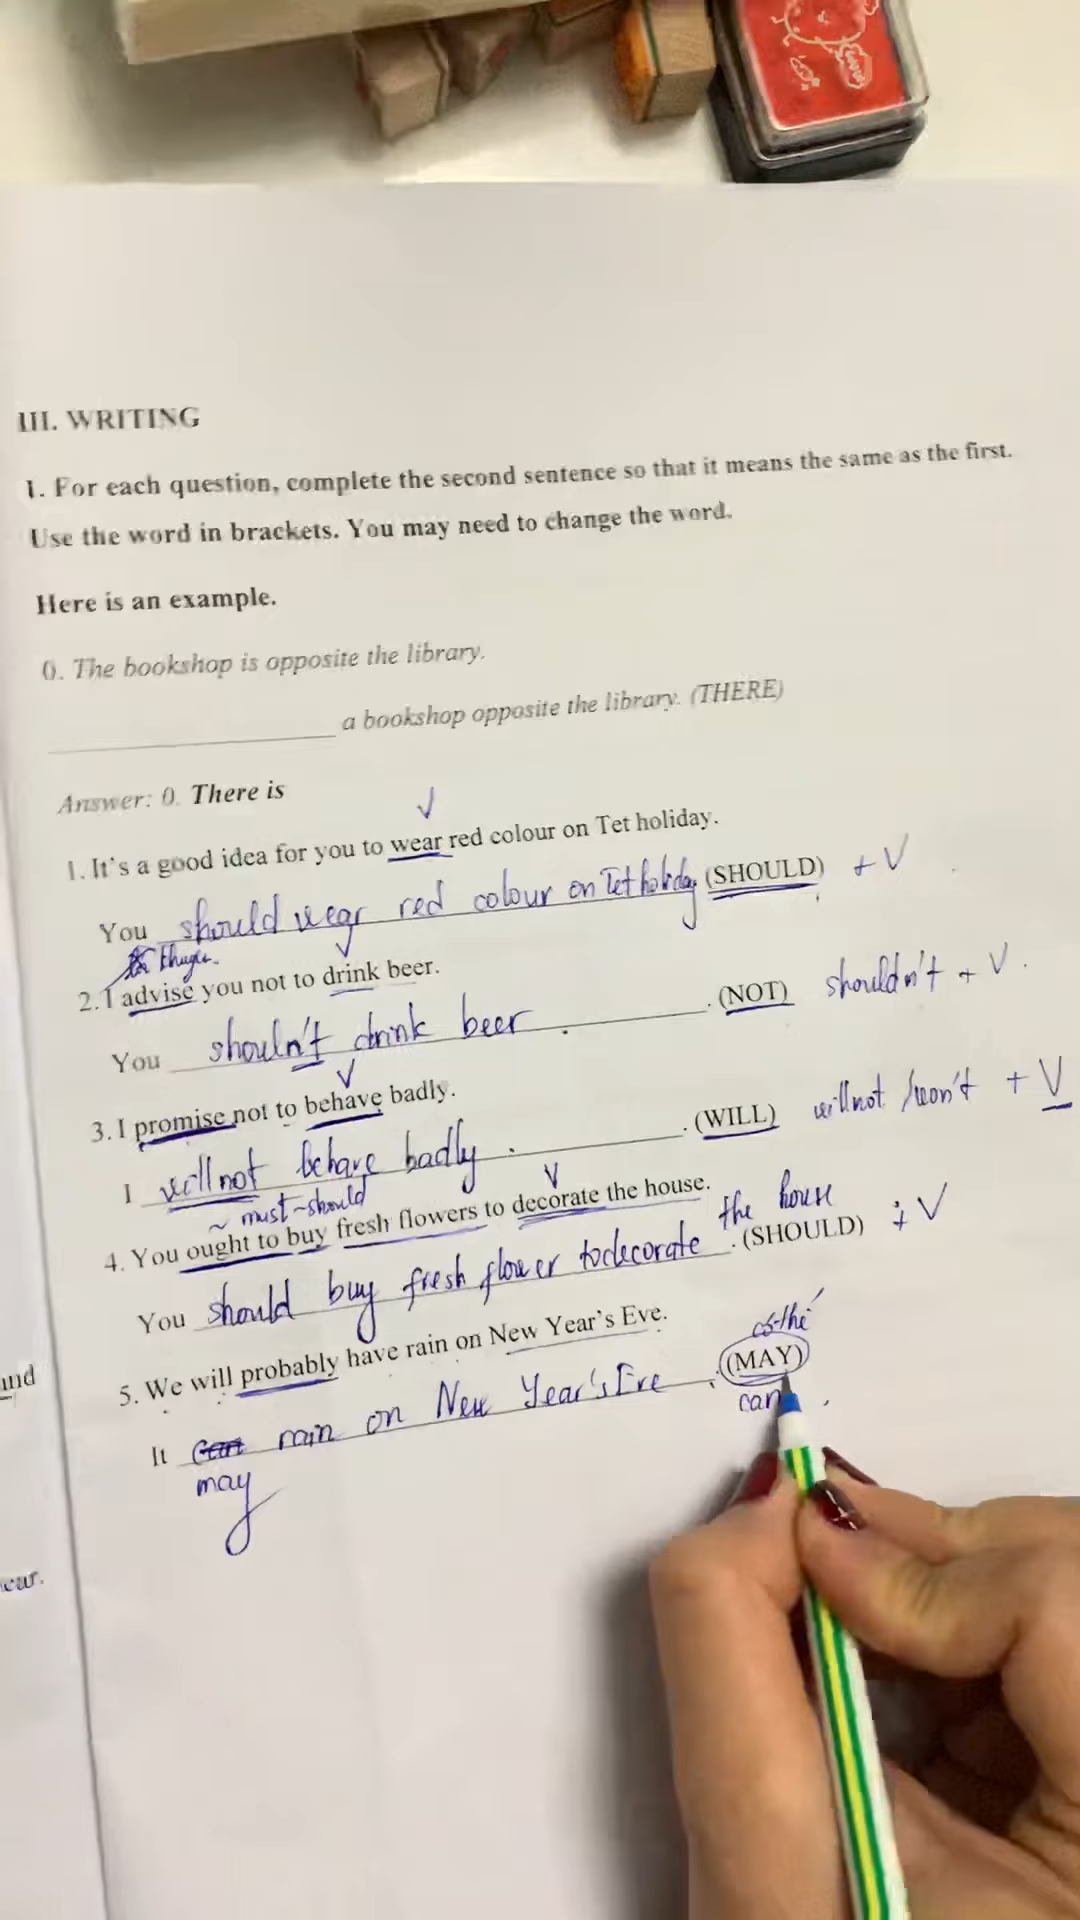 III. WRITING
1. For each question, complete the second sentence so that it means the same as the first.
Use the word in brackets. You may need to change the word.
Here is an example.
0. The bookshop is opposite the library.
a bookshop opposite the library. (THERE)
Answer: 0. There is
V
1. It's a good idea for you to wear red colour on Tet holiday.
You should wear red colour on Tet holiday (SHOULD) + V
khuyên V
2. I advise you not to drink beer.
You shouln't drink beer . . (NOT) shouldn't + V.
V
3. I promise not to behave badly.
I will not behave badly . . (WILL) will not / won't + V
~ must ~ should V
4. You ought to buy fresh flowers to decorate the house.
You should buy fresh flower to decorate the house . (SHOULD) + V
5. We will probably have rain on New Year's Eve.
có thể
It rain on New Year's Eve . (MAY)
may
can
und